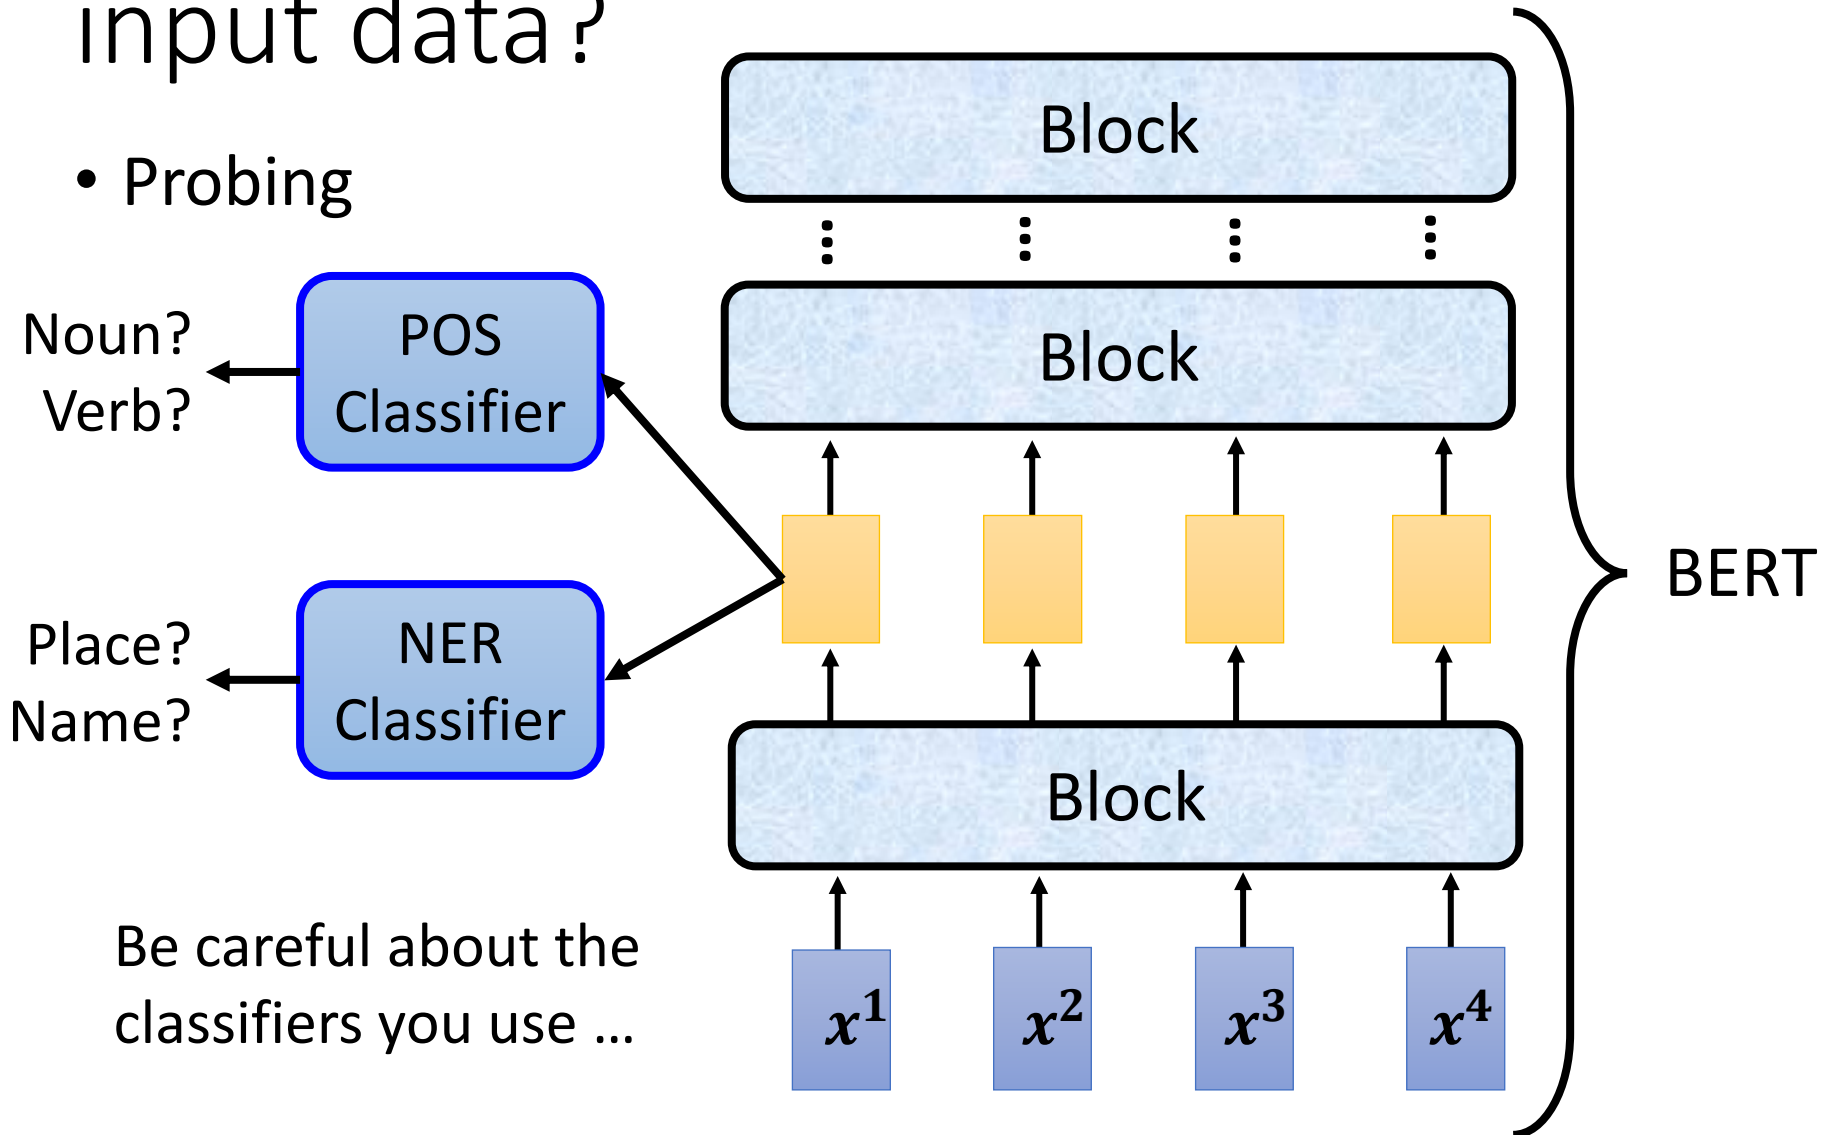 input data?
• Probing
Block
Block
Noun?
Verb?
POS
Classifier
Place?
Name?
NER
Classifier
BERT
Block
Be careful about the
classifiers you use ...
x¹ x² x³ x⁴